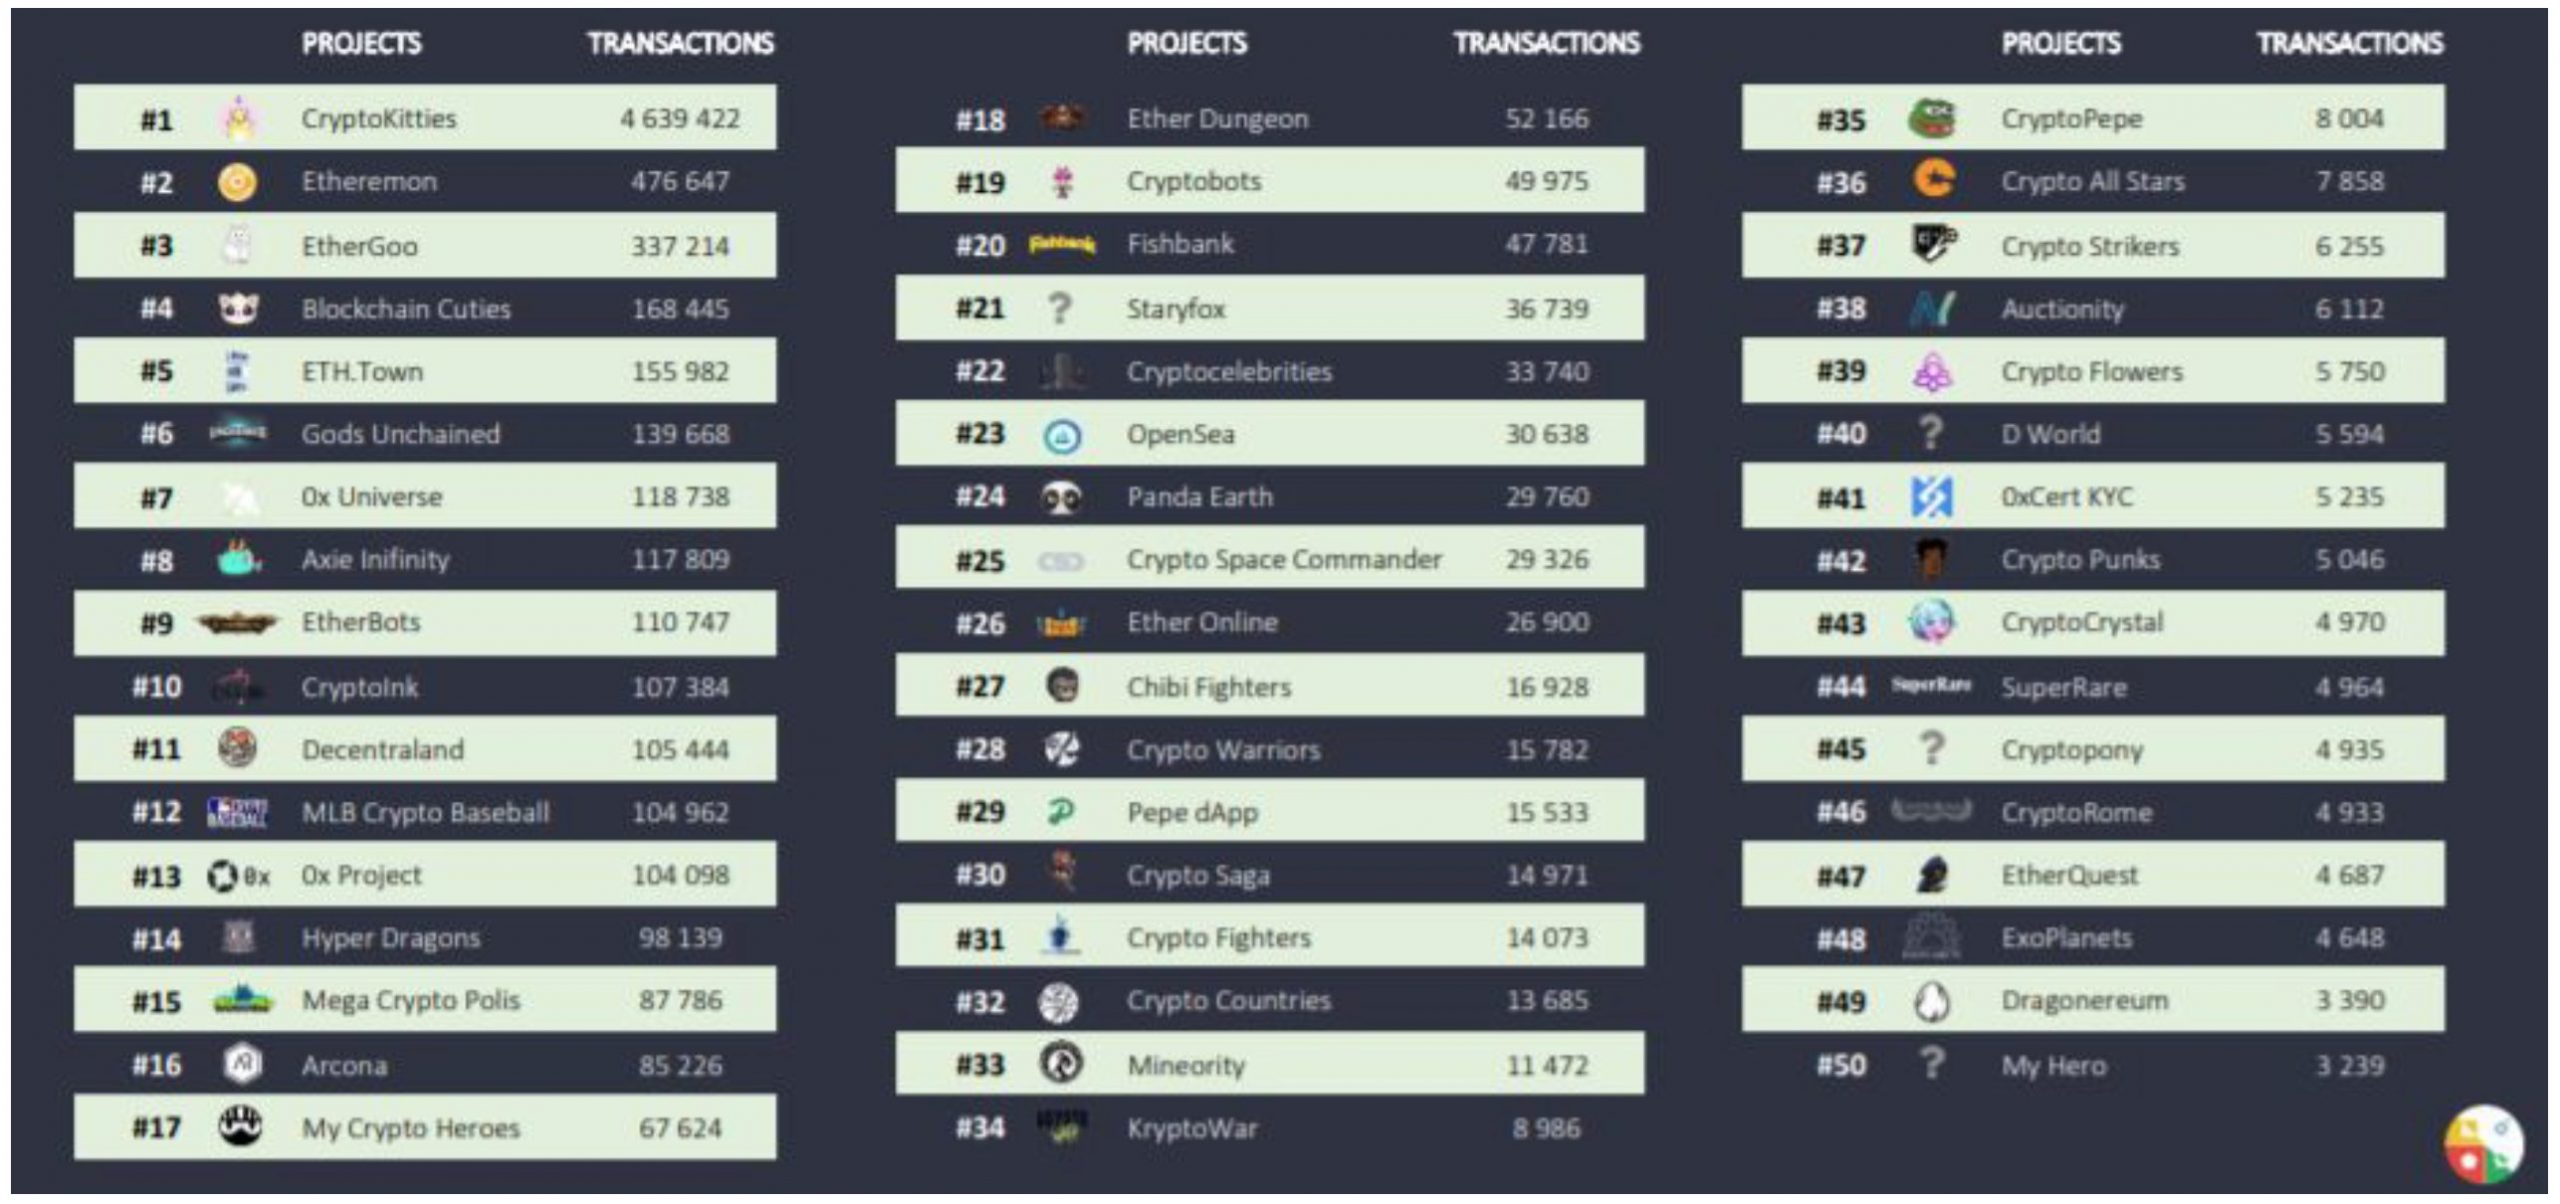 PROJECTS TRANSACTIONS
#1 CryptoKitties 4 639 422
#2 Etheremon 476 647
#3 EtherGoo 337 214
#4 Blockchain Cuties 168 445
#5 ETH.Town 155 982
#6 Gods Unchained 139 668
#7 0x Universe 118 738
#8 Axie Inifinity 117 809
#9 EtherBots 110 747
#10 CryptoInk 107 384
#11 Decentraland 105 444
#12 MLB Crypto Baseball 104 962
#13 0x 0x Project 104 098
#14 Hyper Dragons 98 139
#15 Mega Crypto Polis 87 786
#16 Arcona 85 226
#17 My Crypto Heroes 67 624
PROJECTS TRANSACTIONS
#18 Ether Dungeon 52 166
#19 Cryptobots 49 975
#20 Fishbank Fishbank 47 781
#21 ? Staryfox 36 739
#22 Cryptocelebrities 33 740
#23 OpenSea 30 638
#24 Panda Earth 29 760
#25 Crypto Space Commander 29 326
#26 Ether Online 26 900
#27 Chibi Fighters 16 928
#28 Crypto Warriors 15 782
#29 Pepe dApp 15 533
#30 Crypto Saga 14 971
#31 Crypto Fighters 14 073
#32 Crypto Countries 13 685
#33 Mineority 11 472
#34 KryptoWar 8 986
PROJECTS TRANSACTIONS
#35 CryptoPepe 8 004
#36 Crypto All Stars 7 858
#37 Crypto Strikers 6 255
#38 Auctionity 6 112
#39 Crypto Flowers 5 750
#40 ? D World 5 594
#41 0xCert KYC 5 235
#42 Crypto Punks 5 046
#43 CryptoCrystal 4 970
#44 SuperRare SuperRare 4 964
#45 ? Cryptopony 4 935
#46 CryptoRome 4 933
#47 EtherQuest 4 687
#48 ExoPlanets 4 648
#49 Dragonereum 3 390
#50 ? My Hero 3 239